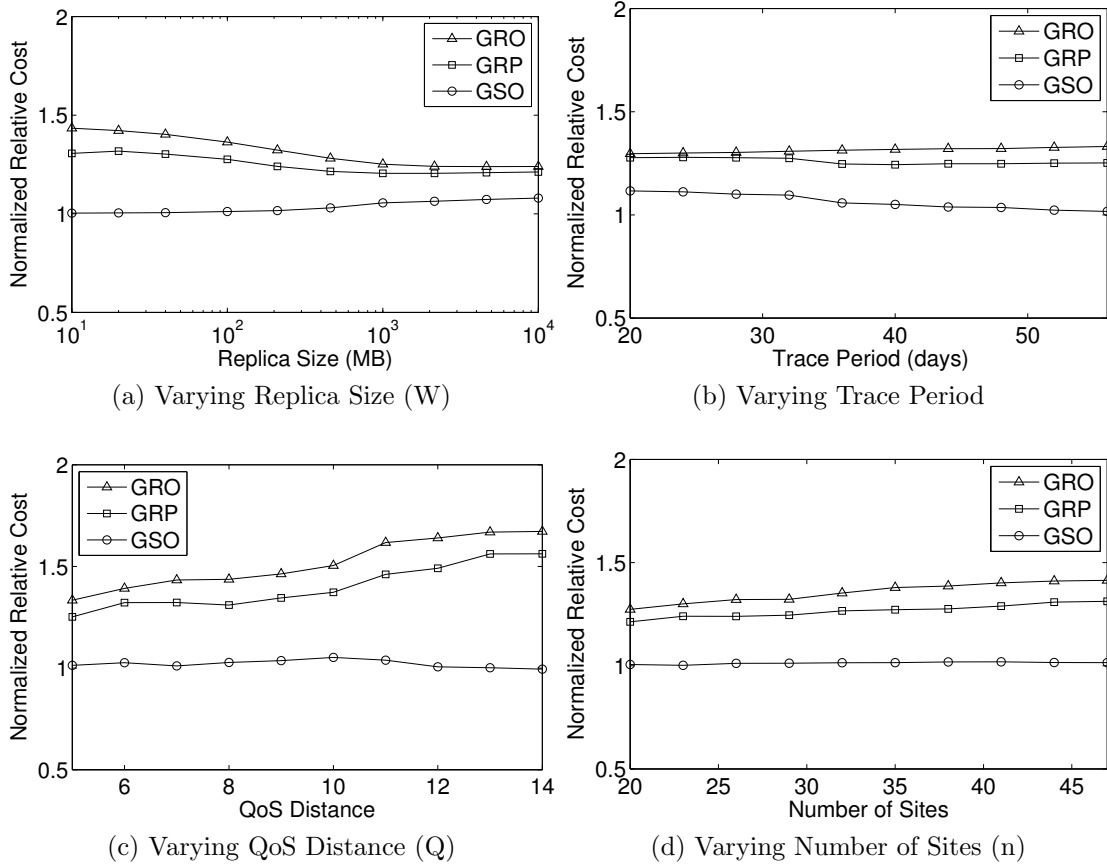 2
1.5
1
0.5
10^1
10^2
10^3
10^4
Normalized Relative Cost
Replica Size (MB)
GRO
GRP
GSO
(a) Varying Replica Size (W)
2
1.5
1
0.5
20
30
40
50
Normalized Relative Cost
Trace Period (days)
GRO
GRP
GSO
(b) Varying Trace Period
2
1.5
1
0.5
6
8
10
12
14
Normalized Relative Cost
QoS Distance
GRO
GRP
GSO
(c) Varying QoS Distance (Q)
2
1.5
1
0.5
20
25
30
35
40
45
Normalized Relative Cost
Number of Sites
GRO
GRP
GSO
(d) Varying Number of Sites (n)